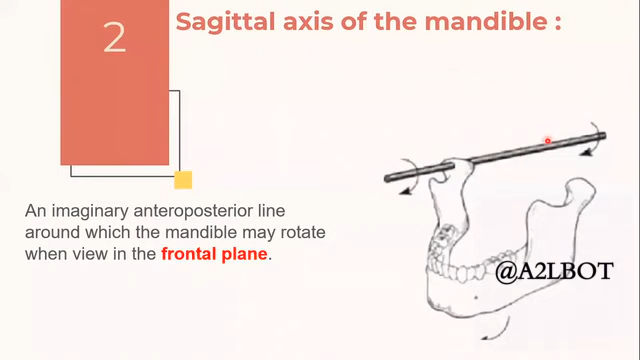 2
Sagittal axis of the mandible :
An imaginary anteroposterior line
around which the mandible may rotate
when view in the frontal plane.
@A2LBOT